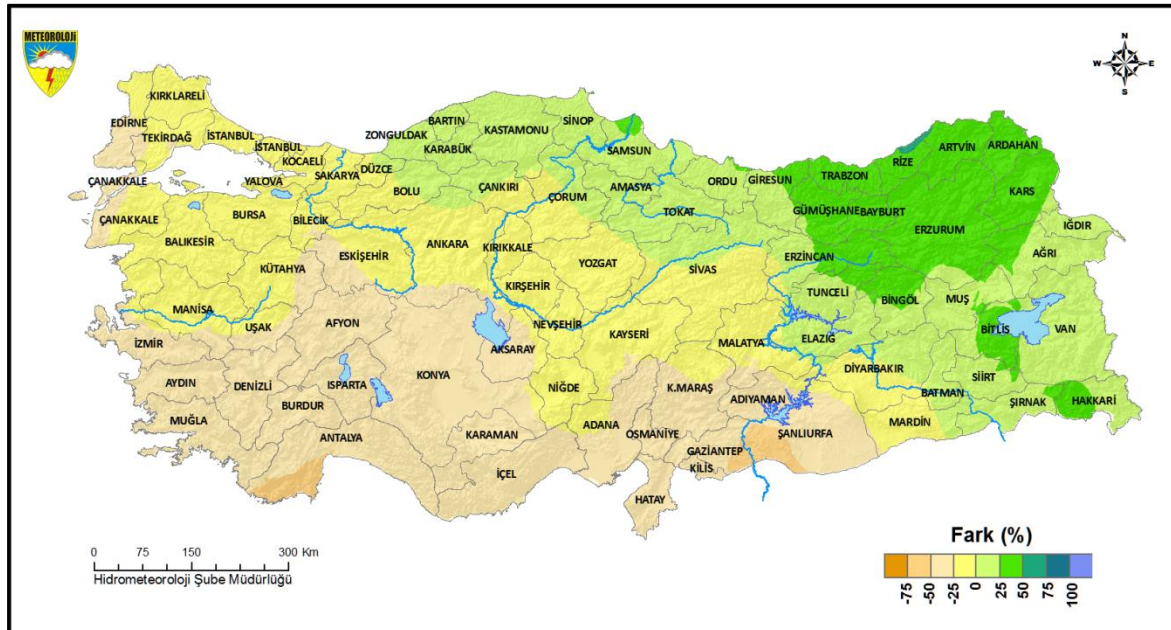 METEOROLOJİ
N
W E
S
KIRKLARELİ
EDİRNE
TEKİRDAĞ
İSTANBUL
İSTANBUL
KOCAELİ
YALOVA
SAKARYA
DÜZCE
ZONGULDAK
BARTIN
KARABÜK
KASTAMONU
SİNOP
SAMSUN
BOLU
ÇANKIRI
ÇORUM
AMASYA
TOKAT
ORDU
GİRESUN
TRABZON
RİZE
ARTVİN
ARDAHAN
KARS
GÜMÜŞHANE
BAYBURT
ERZURUM
IĞDIR
AĞRI
ÇANAKKALE
ÇANAKKALE
BURSA
BİLECİK
BALIKESİR
KÜTAHYA
ESKİŞEHİR
ANKARA
KIRIKKALE
YOZGAT
SİVAS
ERZİNCAN
TUNCELİ
BİNGÖL
MUŞ
BİTLİS
VAN
MANİSA
UŞAK
AFYON
KIRŞEHİR
NEVŞEHİR
KAYSERİ
MALATYA
ELAZIĞ
DİYARBAKIR
BATMAN
SİİRT
ŞIRNAK
HAKKARİ
İZMİR
AYDIN
DENİZLİ
ISPARTA
BURDUR
KONYA
AKSARAY
NİĞDE
K.MARAŞ
ADIYAMAN
ŞANLIURFA
MARDİN
MUĞLA
ANTALYA
KARAMAN
İÇEL
ADANA
OSMANİYE
GAZİANTEP
KİLİS
HATAY
0 75 150 300 Km
Hidrometeoroloji Şube Müdürlüğü
Fark (%)
-75 -50 -25 0 25 50 75 100